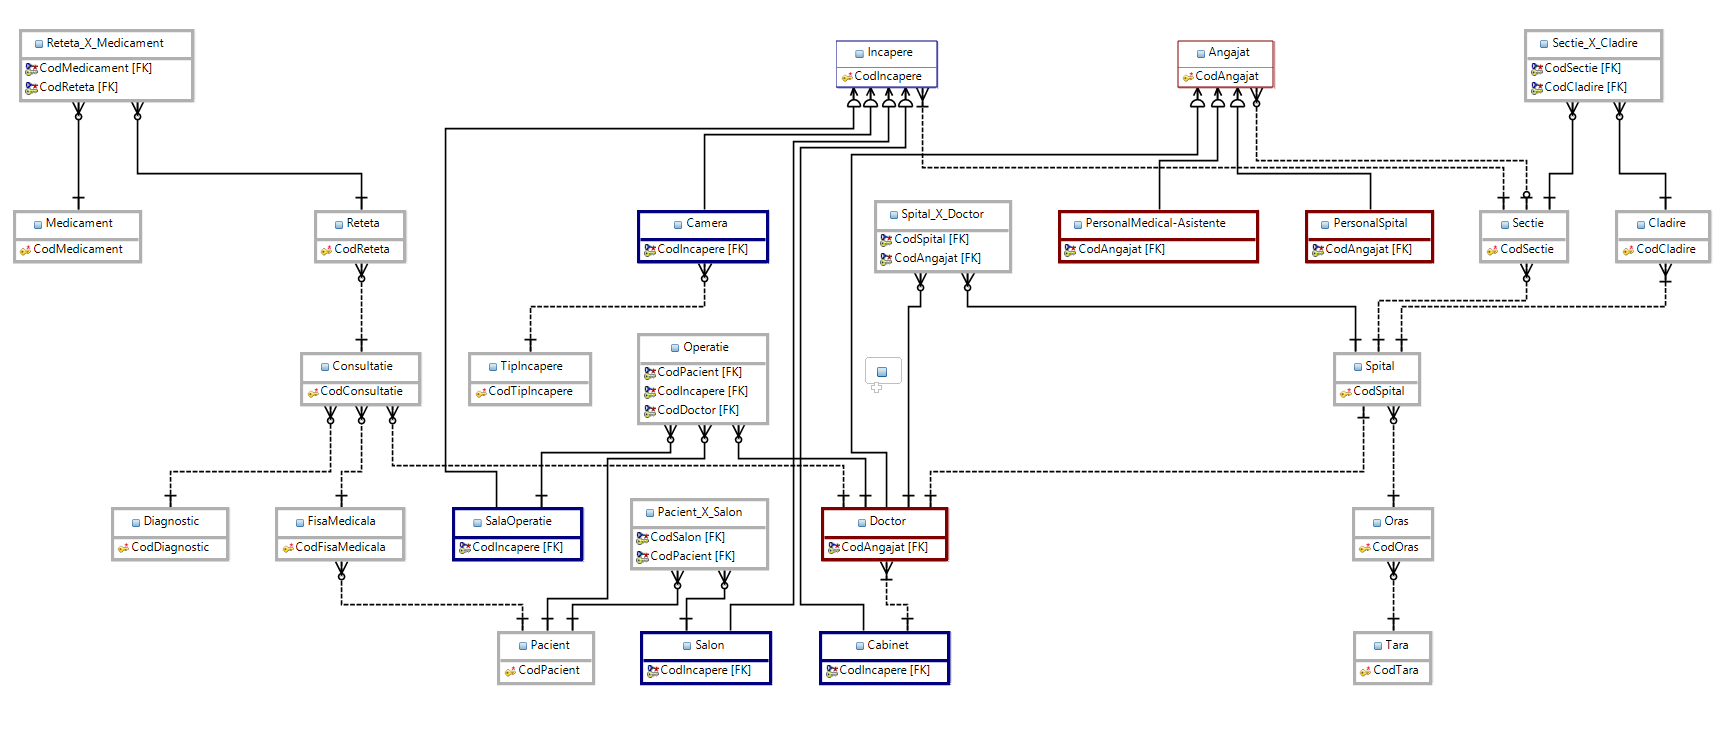 Reteta_X_Medicament
CodMedicament [FK]
CodReteta [FK]
Incapere
CodIncapere
Angajat
CodAngajat
Sectie_X_Cladire
CodSectie [FK]
CodCladire [FK]
Medicament
CodMedicament
Reteta
CodReteta
Camera
CodIncapere [FK]
Spital_X_Doctor
CodSpital [FK]
CodAngajat [FK]
PersonalMedical-Asistente
CodAngajat [FK]
PersonalSpital
CodAngajat [FK]
Sectie
CodSectie
Cladire
CodCladire
Consultatie
CodConsultatie
TipIncapere
CodTipIncapere
Operatie
CodPacient [FK]
CodIncapere [FK]
CodDoctor [FK]
Spital
CodSpital
Diagnostic
CodDiagnostic
FisaMedicala
CodFisaMedicala
SalaOperatie
CodIncapere [FK]
Pacient_X_Salon
CodSalon [FK]
CodPacient [FK]
Doctor
CodAngajat [FK]
Oras
CodOras
Pacient
CodPacient
Salon
CodIncapere [FK]
Cabinet
CodIncapere [FK]
Tara
CodTara